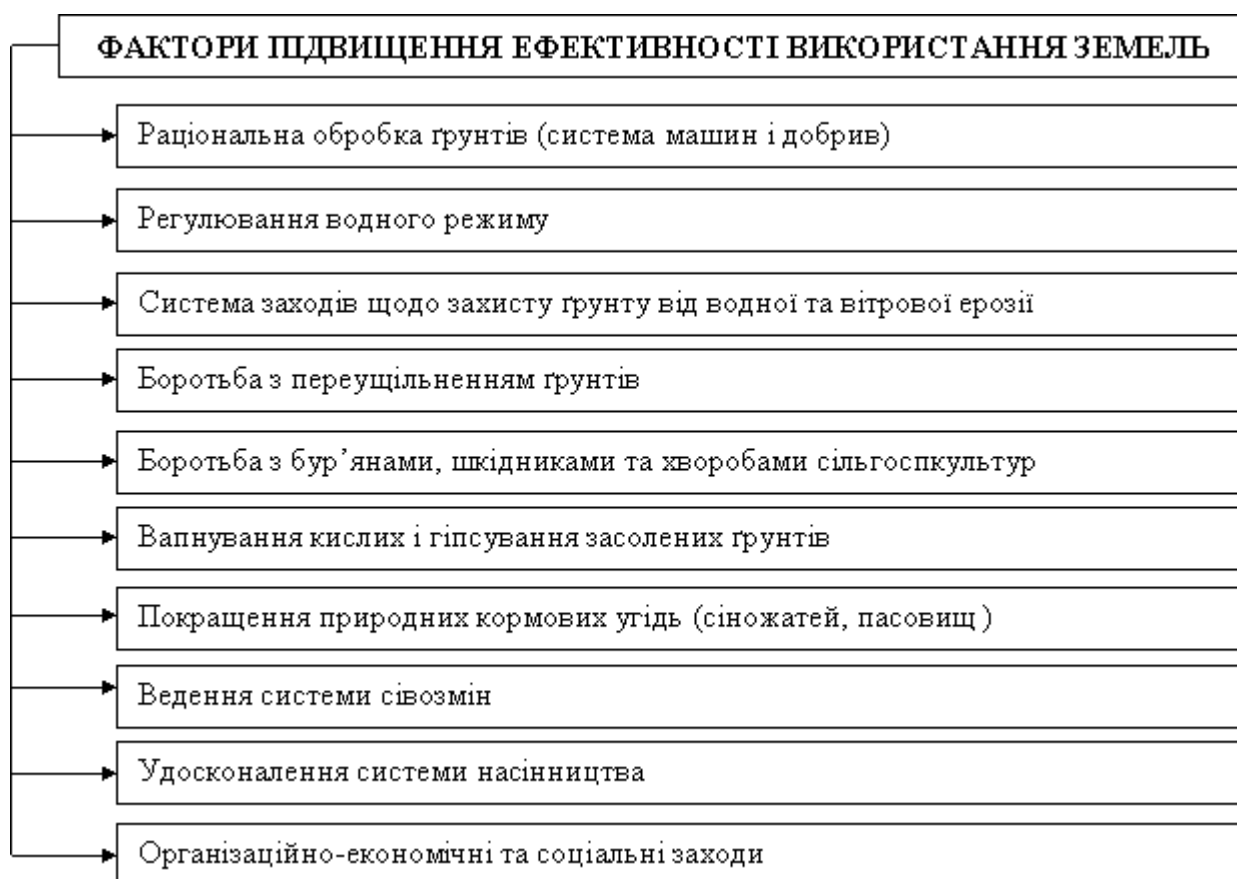 ФАКТОРИ ПІДВИЩЕННЯ ЕФЕКТИВНОСТІ ВИКОРИСТАННЯ ЗЕМЕЛЬ
Раціональна обробка ґрунтів (система машин і добрив)
Регулювання водного режиму
Система заходів щодо захисту ґрунту від водної та вітрової ерозії
Боротьба з переущільненням ґрунтів
Боротьба з бур’янами, шкідниками та хворобами сільгоспкультур
Вапнування кислих і гіпсування засолених ґрунтів
Покращення природних кормових угідь (сіножатей, пасовищ )
Ведення системи сівозмін
Удосконалення системи насінництва
Організаційно-економічні та соціальні заходи